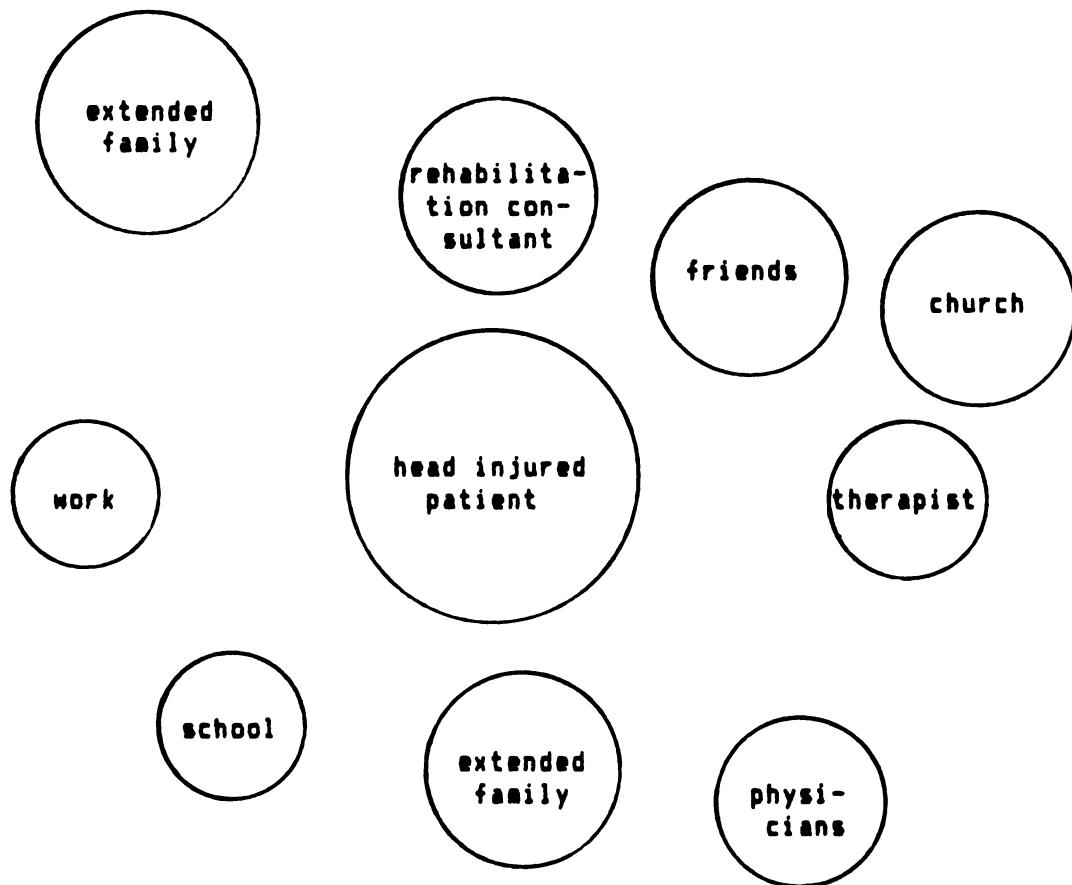 extended
family
rehabilita-
tion con-
sultant
friends
church
head injured
patient
work
therapist
school
extended
family
physi-
cians